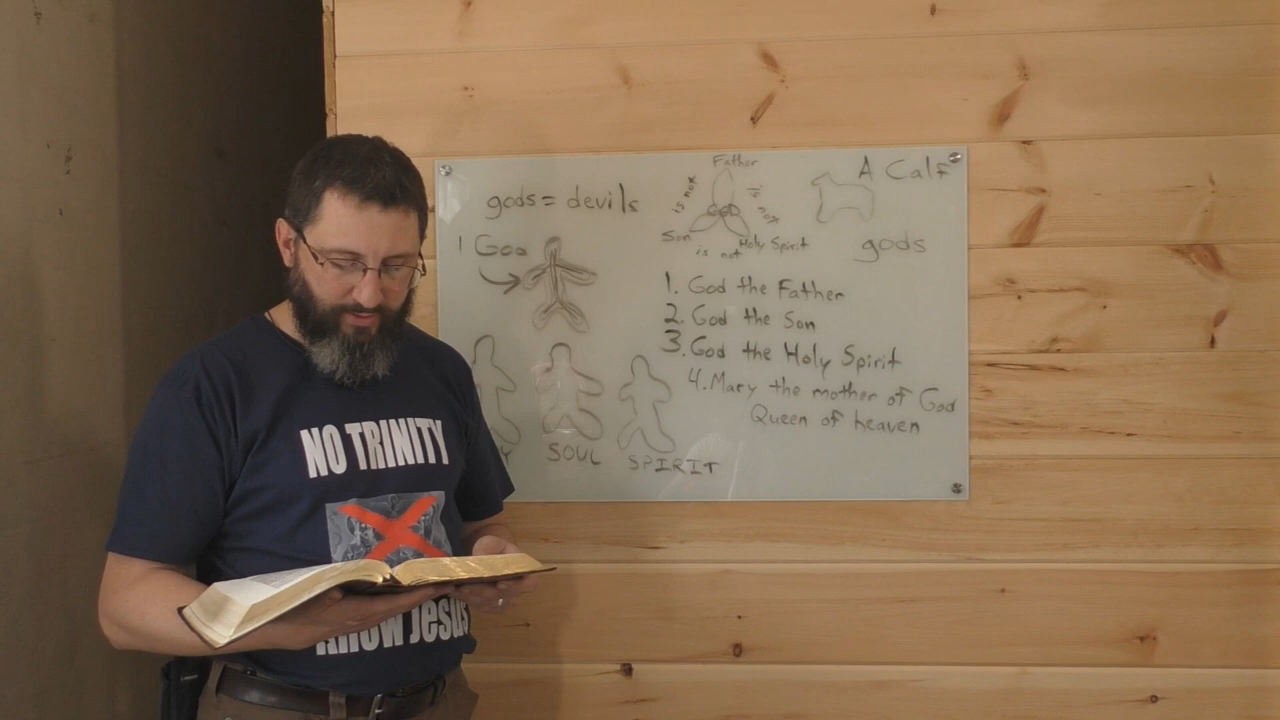 NO TRINITY
KNOW Jesus
gods = devils
1 God
Y SOUL SPIRIT
Father
is not
is not
God
Son
is not
Holy Spirit
A Calf
gods
1. God the Father
2. God the Son
3. God the Holy Spirit
4. Mary the mother of God
Queen of heaven